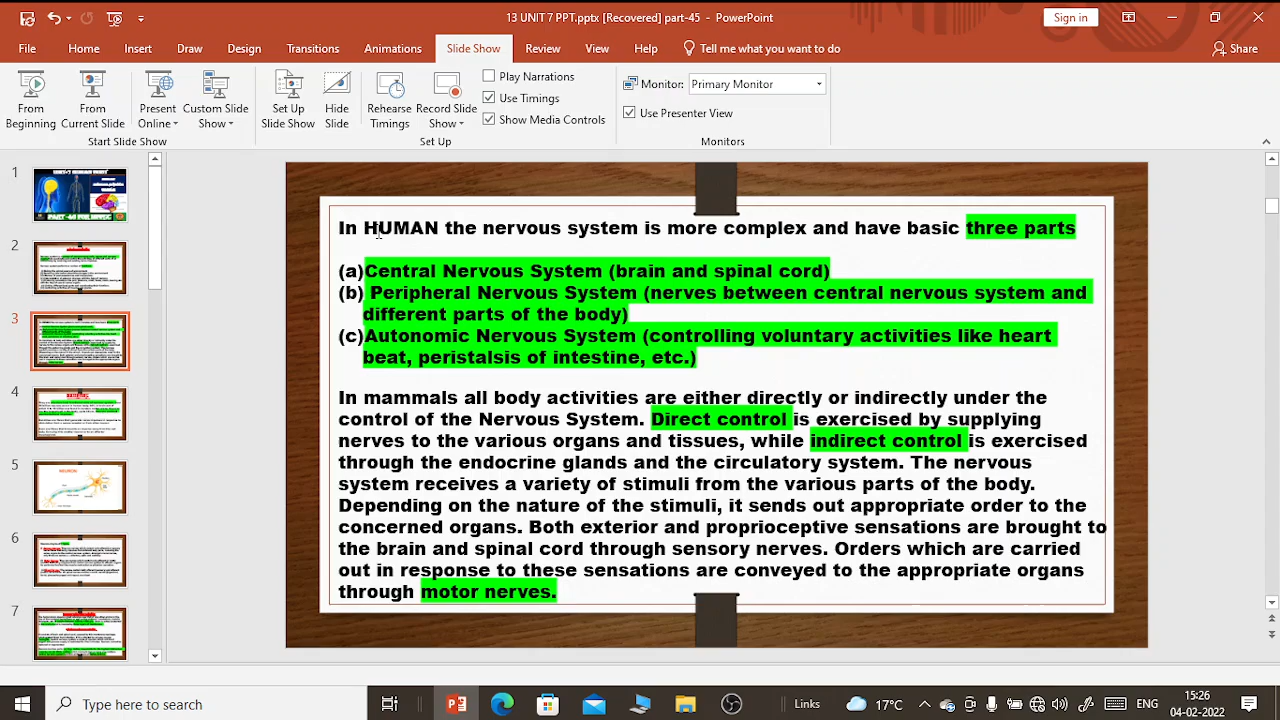 13 UNIT 7 PPT.pptx [Recovered] part-45 - PowerPoint
Sign in
File Home Insert Draw Design Transitions Animations Slide Show Review View Help Tell me what you want to do Share
From Beginning
From Current Slide
Present Online
Custom Slide Show
Start Slide Show
Set Up Slide Show
Hide Slide
Rehearse Timings
Record Slide Show
Play Narrations
Use Timings
Show Media Controls
Set Up
Monitor: Primary Monitor
Use Presenter View
Monitors
1
2
3
4
5
6
7
In HUMAN the nervous system is more complex and have basic three parts
(a)Central Nervous System (brain and spinal cord)
(b) Peripheral Nervous System (nerves between central nervous system and
different parts of the body)
(c)Autonomic Nervous System (controlling voluntary activities like heart
beat, peristalsis of intestine, etc.)
In mammals all body activities are either directly or indirectly under the
control of the Nervous System. Direct control is exercised by supplying
nerves to the various organs and tissues, while indirect control is exercised
through the endocrine glands and the circulatory system. The nervous
system receives a variety of stimuli from the various parts of the body.
Depending on the nature of the stimuli, it sends out appropriate order to the
concerned organs. Both exterior and proprioceptive sensations are brought to
the brain and spinal cord through sensory nerves. Orders which are carried
out in response to these sensations are conveyed to the appropriate organs
through motor nerves.
Type here to search
Links
17°C
15:26
04-02-2022